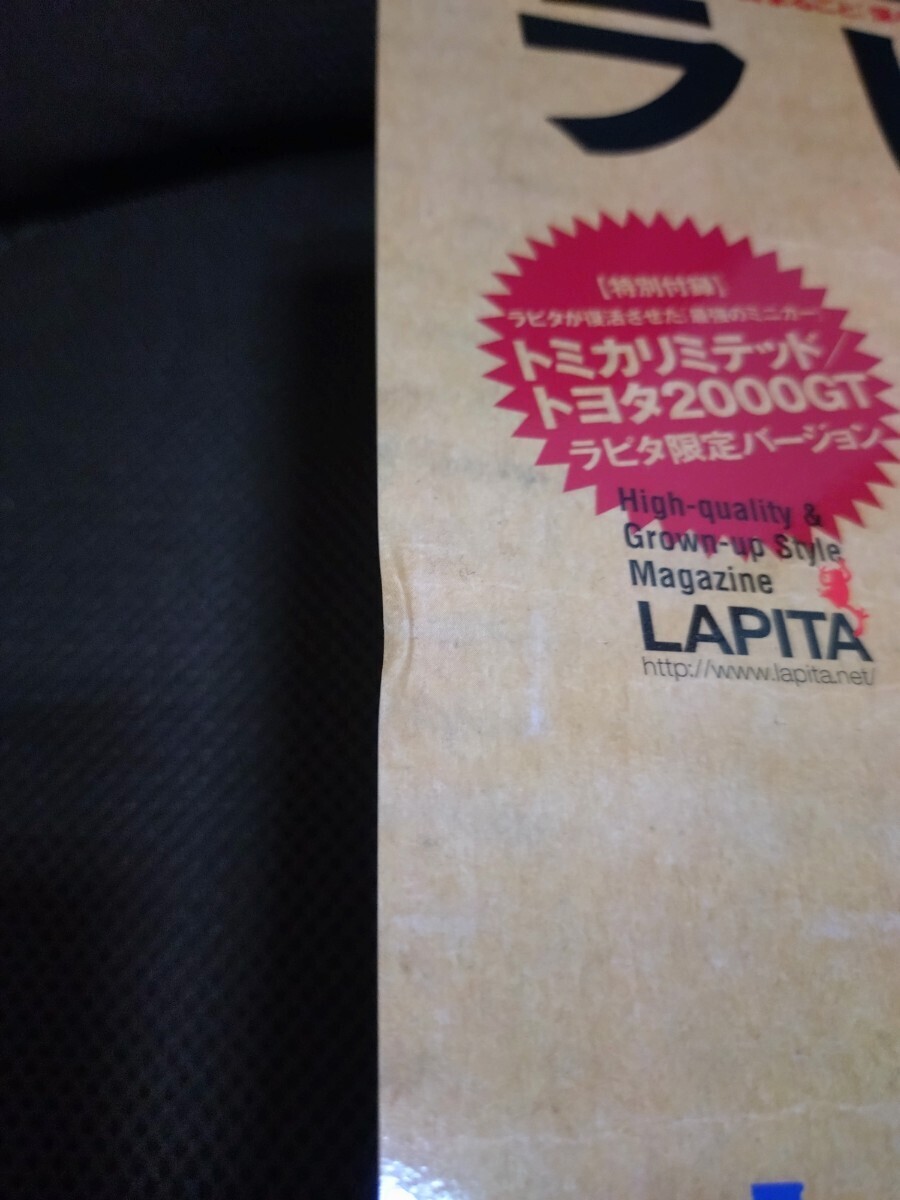 ラ
[特別付録]
ラピタが復活させた「最強のミニカー」
トミカリミテッド/
トヨタ2000GT
ラピタ限定バージョン
High-quality &
Grown-up Style
Magazine
LAPITA
http://www.lapita.net/